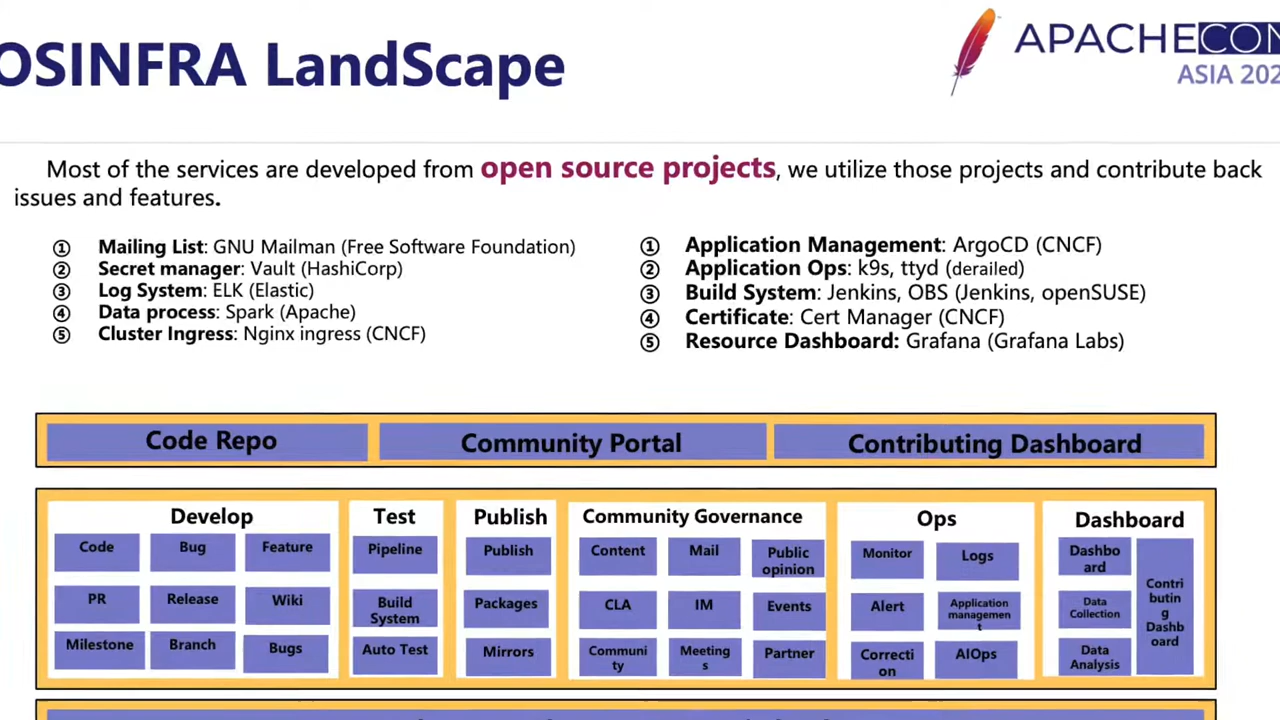 OSINFRA LandScape
APACHECON
ASIA 202
Most of the services are developed from open source projects, we utilize those projects and contribute back
issues and features.
① Mailing List: GNU Mailman (Free Software Foundation)
② Secret manager: Vault (HashiCorp)
③ Log System: ELK (Elastic)
④ Data process: Spark (Apache)
⑤ Cluster Ingress: Nginx ingress (CNCF)
① Application Management: ArgoCD (CNCF)
② Application Ops: k9s, ttyd (derailed)
③ Build System: Jenkins, OBS (Jenkins, openSUSE)
④ Certificate: Cert Manager (CNCF)
⑤ Resource Dashboard: Grafana (Grafana Labs)
Code Repo
Community Portal
Contributing Dashboard
Develop
Code
Bug
Feature
PR
Release
Wiki
Milestone
Branch
Bugs
Test
Pipeline
Build
System
Auto Test
Publish
Publish
Packages
Mirrors
Community Governance
Content
Mail
Public
opinion
CLA
IM
Events
Communi
ty
Meeting
s
Partner
Ops
Monitor
Logs
Alert
Application
managemen
t
Correcti
on
AIOps
Dashboard
Dashbo
ard
Data
Collection
Data
Analysis
Contri
butin
g
Dashb
oard